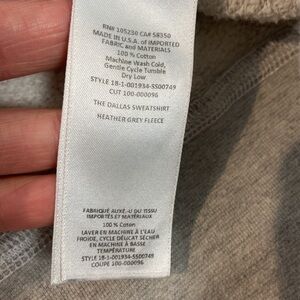 RN# 105230 CA# 58350
MADE IN U.S.A. OF IMPORTED
FABRIC and MATERIALS
100 % Cotton
Machine Wash Cold,
Gentle Cycle Tumble
Dry Low
STYLE 18-1-001934-SS00749
CUT 100-000096
THE DALLAS SWEATSHIRT
HEATHER GREY FLEECE
FABRIQUÉ AUX É.-U DU TISSU
IMPORTÉS ET MATÉRIAUX
100 % Coton
LAVER EN MACHINE À L'EAU
FROIDE, CYCLE DÉLICAT SÉCHER
EN MACHINE À BASSE
TEMPÉRATURE
STYLE 18-1-001934-SS00749
COUPE 100-000096